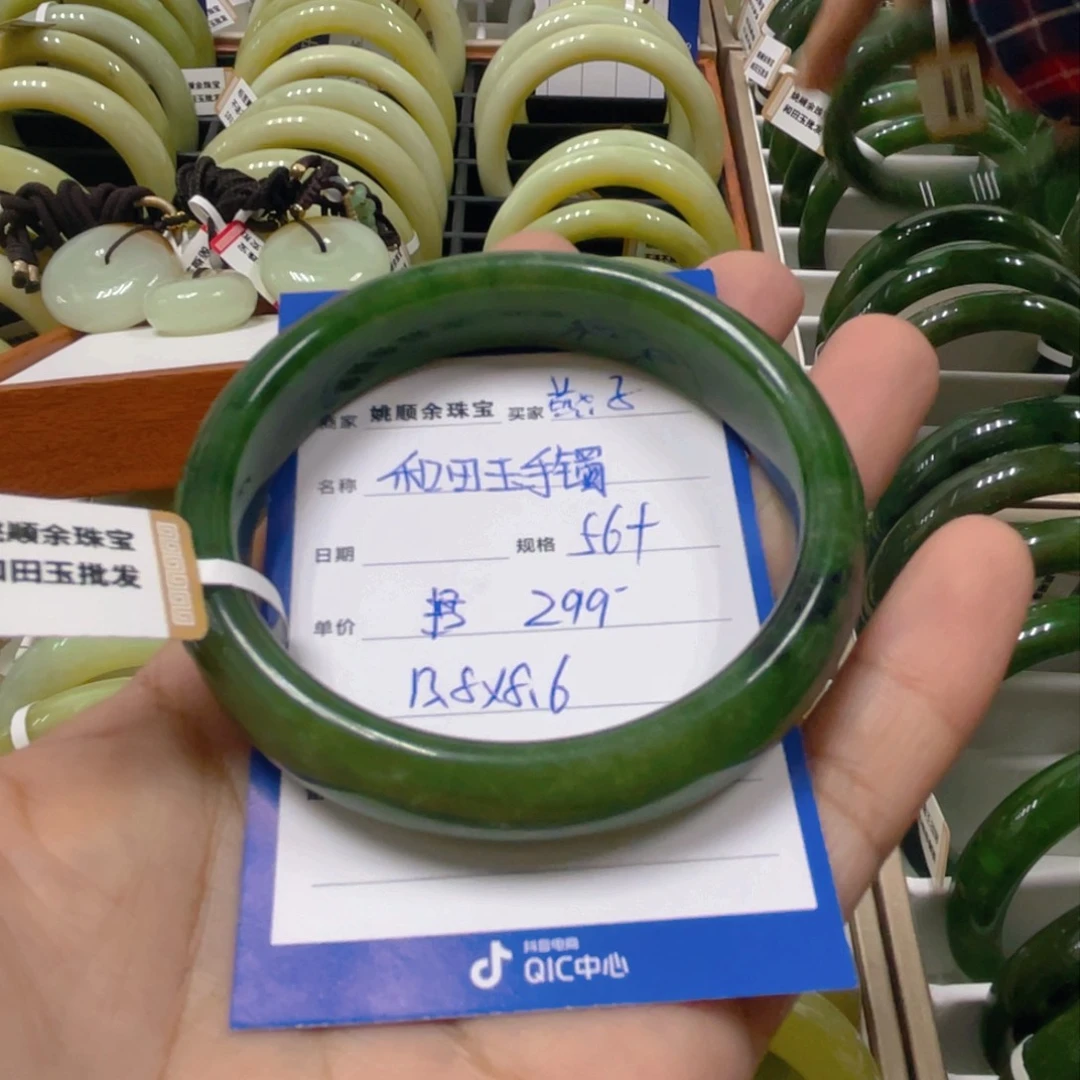 商家 姚顺余珠宝 买家 燕子
名称 和田玉手镯
日期 规格 56+
单价 299-
13.8x8.6
姚顺余珠宝
和田玉批发
抖音电商
QIC中心